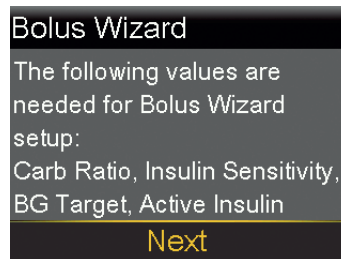 Bolus Wizard
The following values are
needed for Bolus Wizard
setup:
Carb Ratio, Insulin Sensitivity,
BG Target, Active Insulin
Next